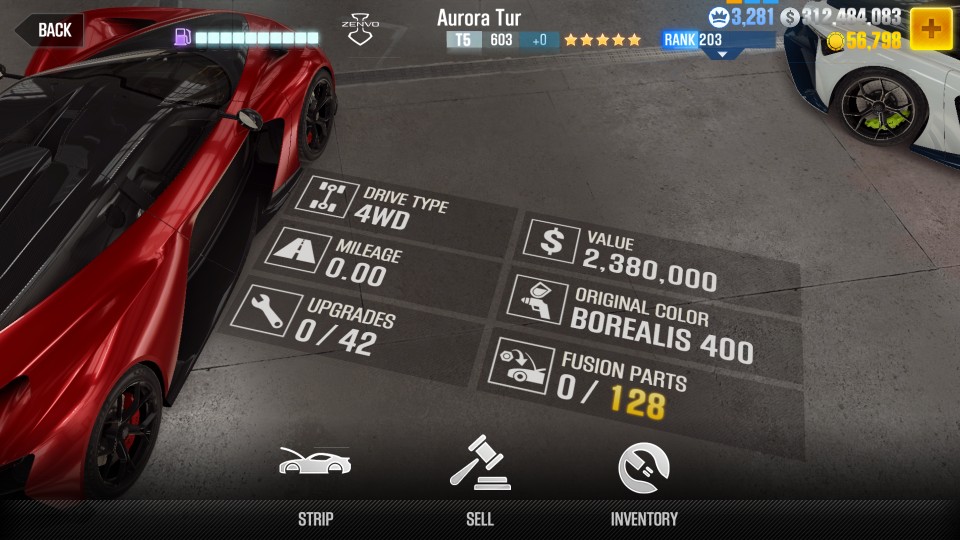 BACK
ZENVO
Aurora Tur
T5 603 +0
3,281
$ 312,484,083
RANK 203
56,798
DRIVE TYPE
4WD
MILEAGE
0.00
UPGRADES
0 / 42
$ VALUE
2,380,000
ORIGINAL COLOR
BOREALIS 400
FUSION PARTS
0 / 128
STRIP
SELL
INVENTORY